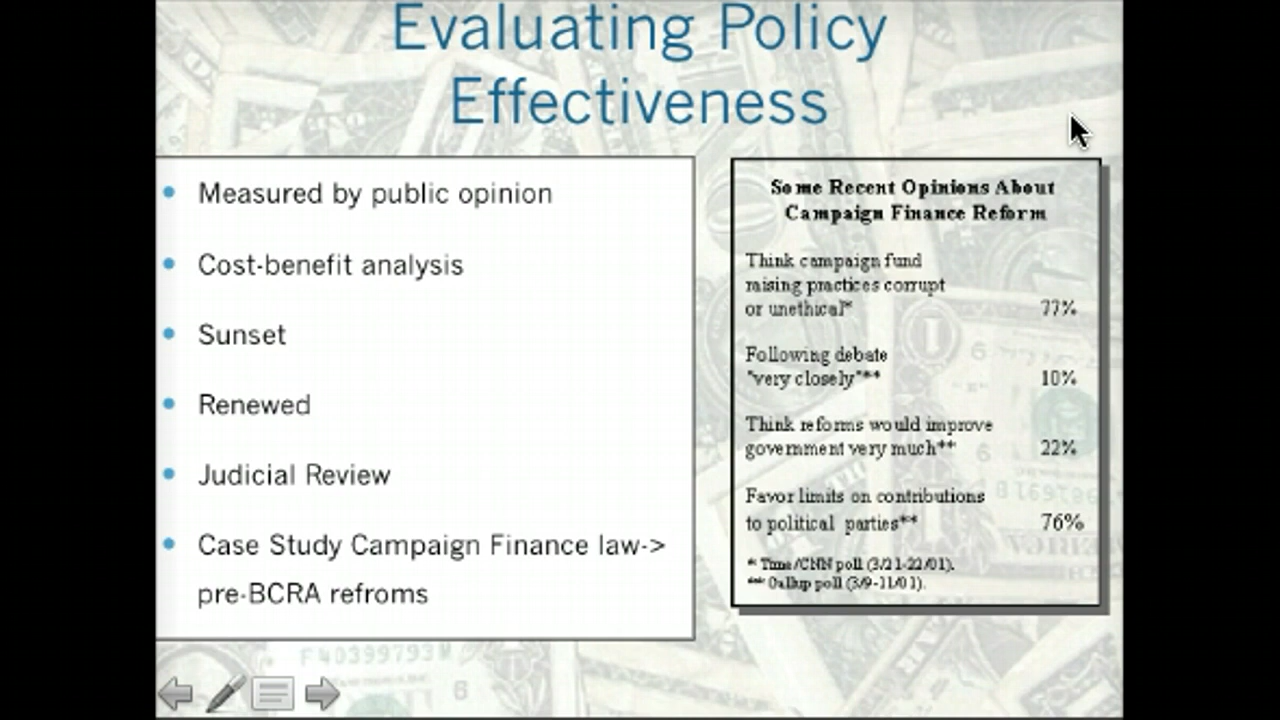 Evaluating Policy
Effectiveness
• Measured by public opinion
• Cost-benefit analysis
• Sunset
• Renewed
• Judicial Review
• Case Study Campaign Finance law->
pre-BCRA refroms
Some Recent Opinions About
Campaign Finance Reform
Think campaign fund
raising practices corrupt
or unethical* 77%
Following debate
"very closely"** 10%
Think reforms would improve
government very much** 22%
Favor limits on contributions
to political parties** 76%
* Time/CNN poll (3/21-22/01).
** Gallup poll (3/9-11/01).
F40399793